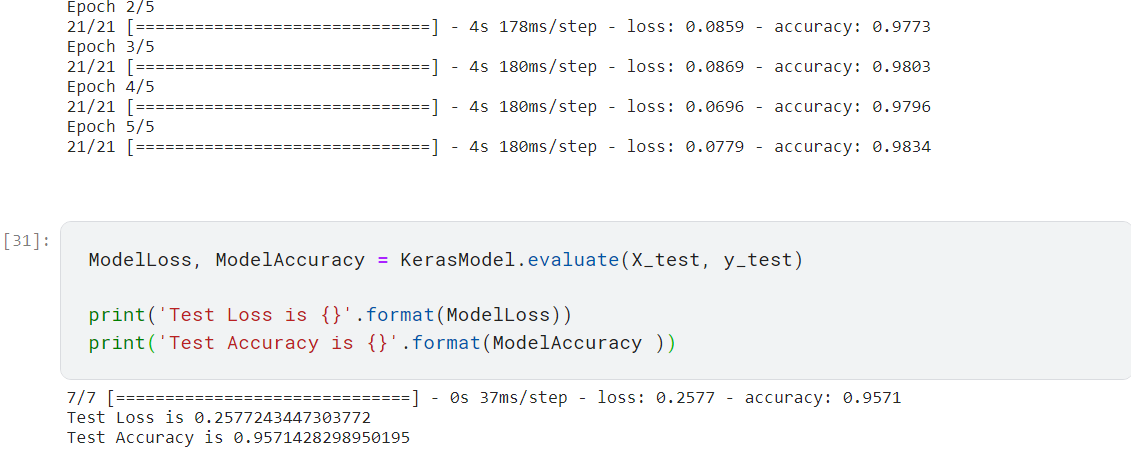 Epoch 2/5
21/21 [==============================] - 4s 178ms/step - loss: 0.0859 - accuracy: 0.9773
Epoch 3/5
21/21 [==============================] - 4s 180ms/step - loss: 0.0869 - accuracy: 0.9803
Epoch 4/5
21/21 [==============================] - 4s 180ms/step - loss: 0.0696 - accuracy: 0.9796
Epoch 5/5
21/21 [==============================] - 4s 180ms/step - loss: 0.0779 - accuracy: 0.9834
[31]:
ModelLoss, ModelAccuracy = KerasModel.evaluate(X_test, y_test)
print('Test Loss is {}'.format(ModelLoss))
print('Test Accuracy is {}'.format(ModelAccuracy ))
7/7 [==============================] - 0s 37ms/step - loss: 0.2577 - accuracy: 0.9571
Test Loss is 0.2577243447303772
Test Accuracy is 0.9571428298950195